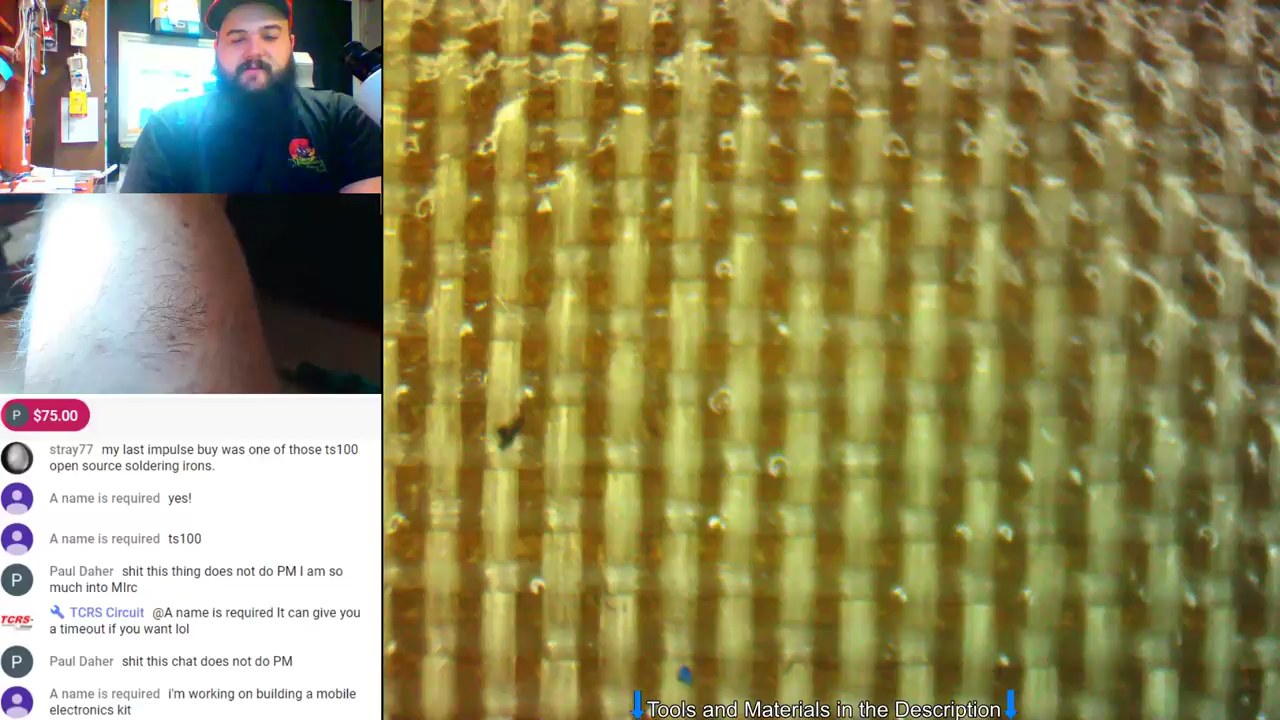 P $75.00
stray77 my last impulse buy was one of those ts100
open source soldering irons.
A name is required yes!
A name is required ts100
P Paul Daher shit this thing does not do PM I am so
much into MIrc
TCRS TCRS Circuit @A name is required It can give you
a timeout if you want lol
P Paul Daher shit this chat does not do PM
A name is required i'm working on building a mobile
electronics kit
Tools and Materials in the Description